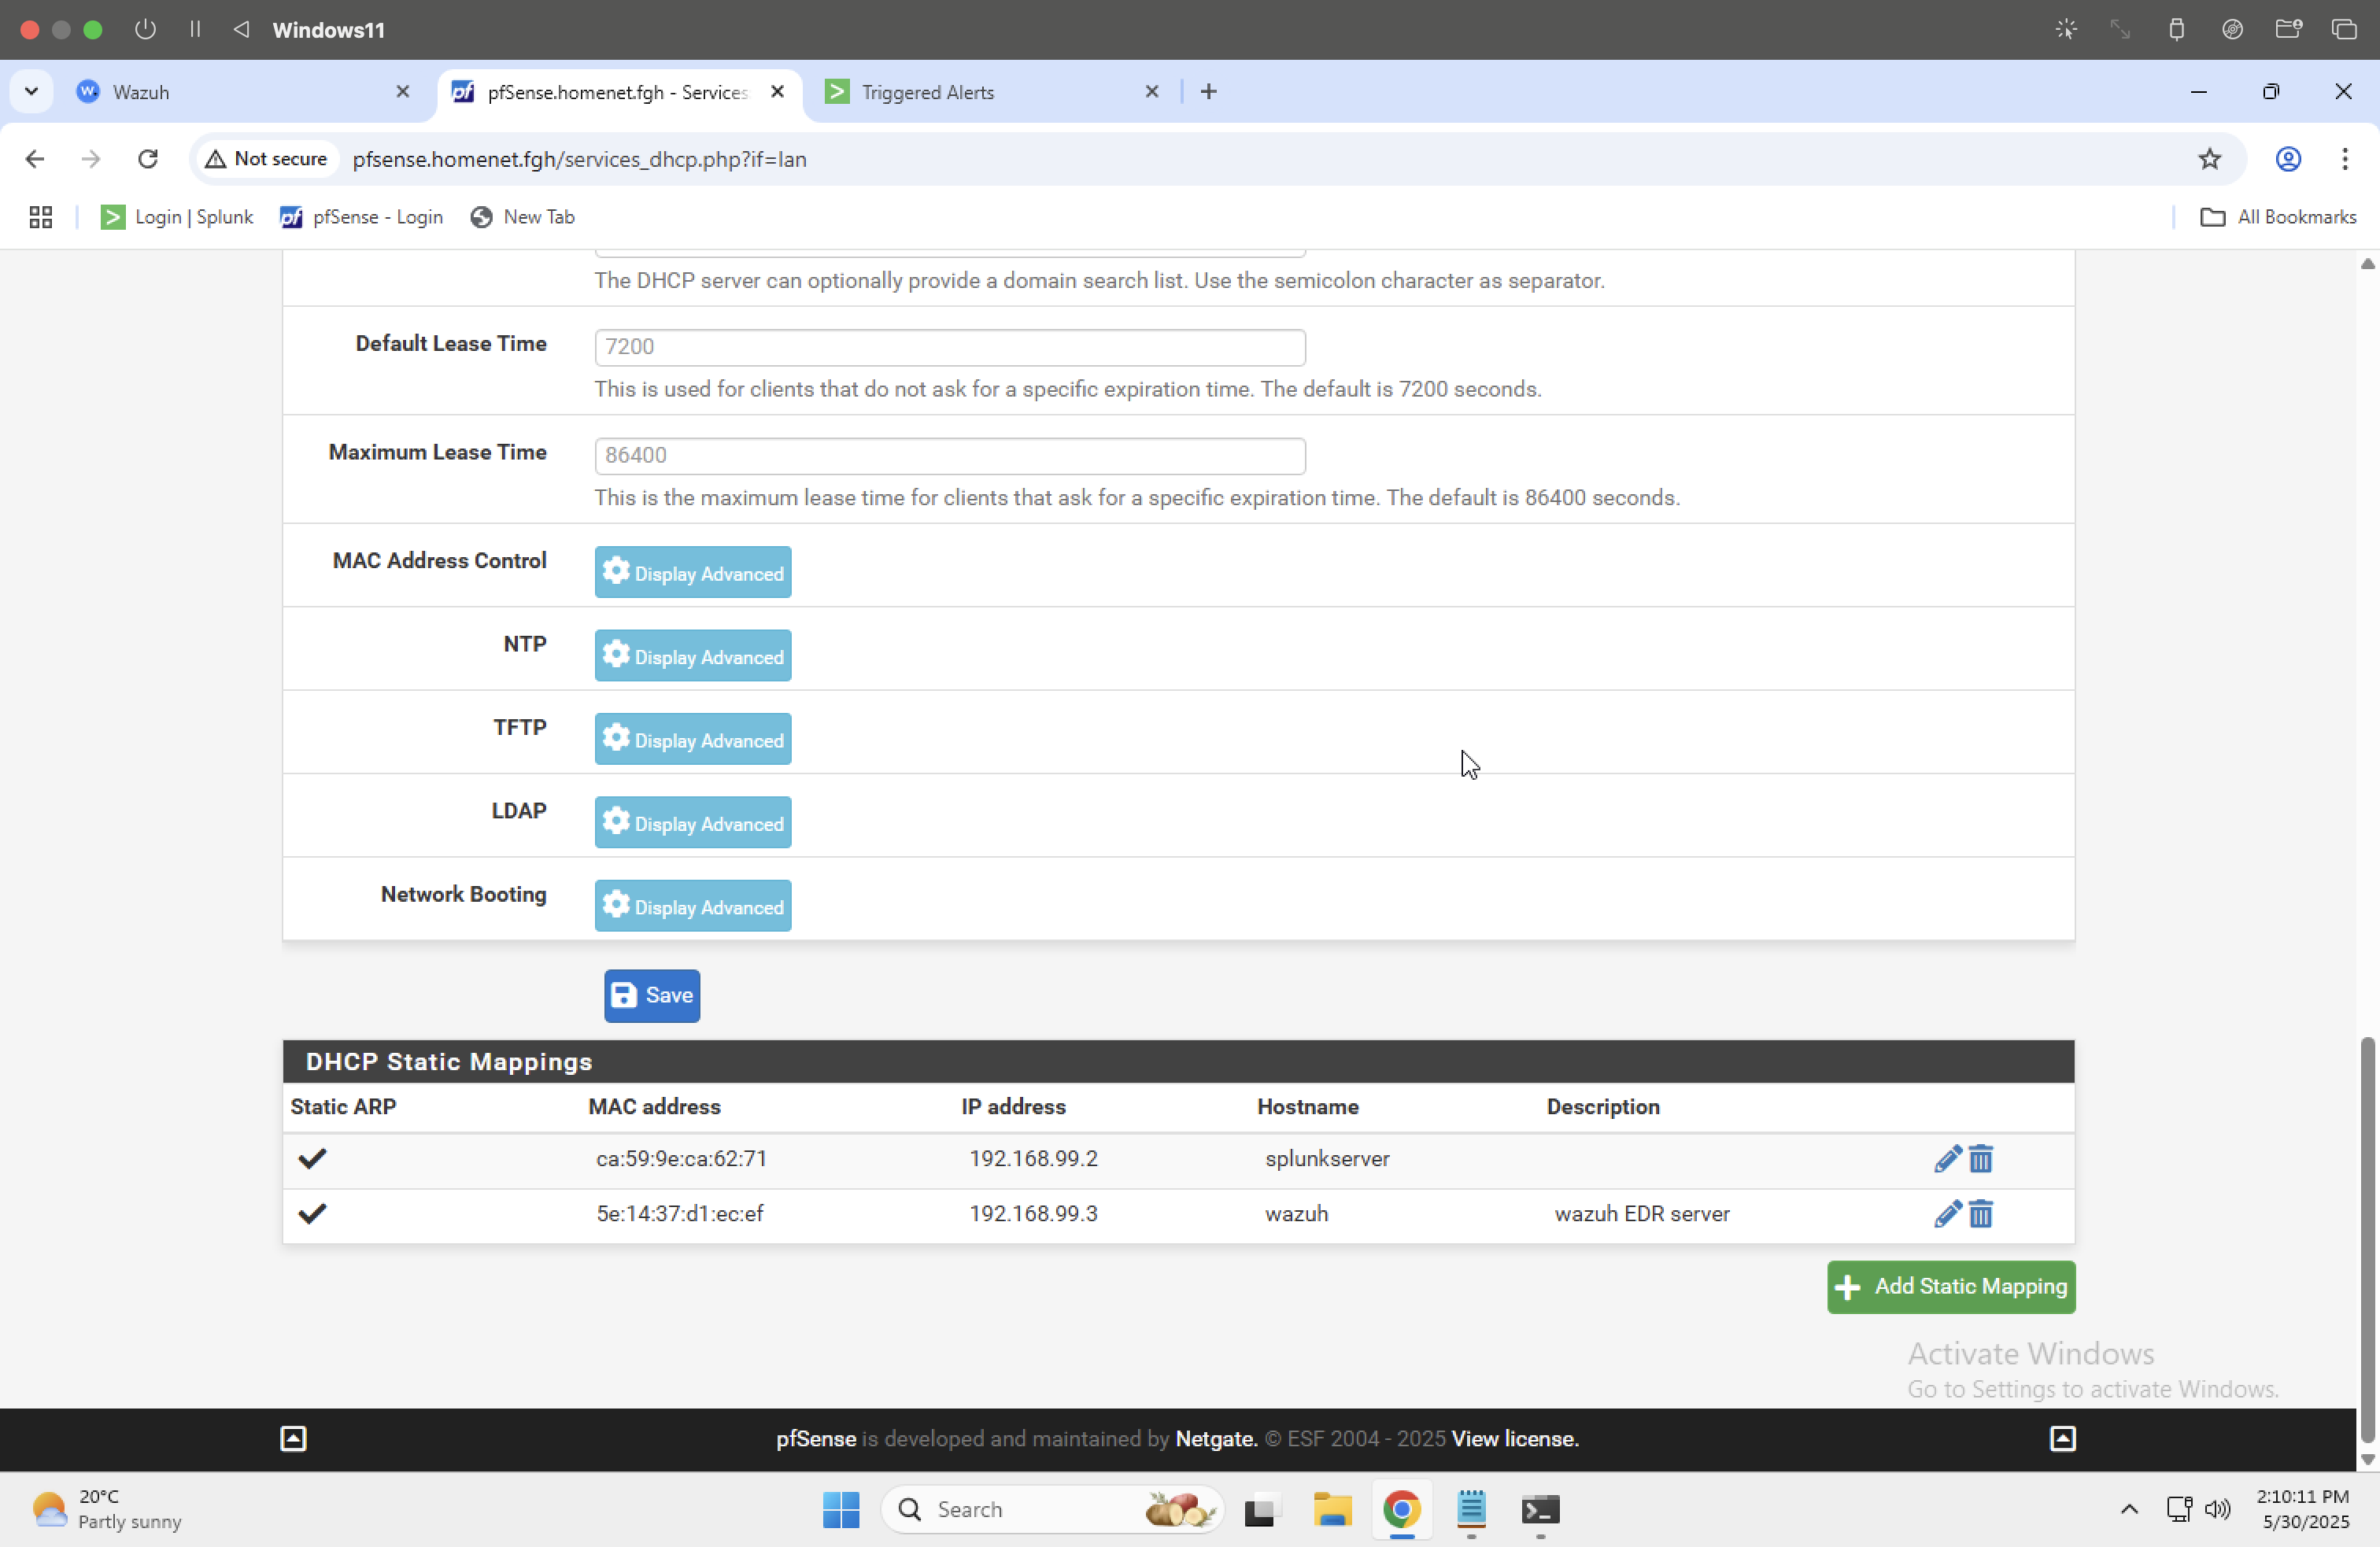 Windows11
Wazuh
pfSense.homenet.fgh - Services
Triggered Alerts
Not secure
pfsense.homenet.fgh/services_dhcp.php?if=lan
Login | Splunk
pfSense - Login
New Tab
All Bookmarks
The DHCP server can optionally provide a domain search list. Use the semicolon character as separator.
Default Lease Time
7200
This is used for clients that do not ask for a specific expiration time. The default is 7200 seconds.
Maximum Lease Time
86400
This is the maximum lease time for clients that ask for a specific expiration time. The default is 86400 seconds.
MAC Address Control
Display Advanced
NTP
Display Advanced
TFTP
Display Advanced
LDAP
Display Advanced
Network Booting
Display Advanced
Save
DHCP Static Mappings
Static ARP MAC address IP address Hostname Description
ca:59:9e:ca:62:71 192.168.99.2 splunkserver
5e:14:37:d1:ec:ef 192.168.99.3 wazuh wazuh EDR server
Add Static Mapping
Activate Windows
Go to Settings to activate Windows.
pfSense is developed and maintained by Netgate. © ESF 2004 - 2025 View license.
20°C
Partly sunny
Search
2:10:11 PM
5/30/2025